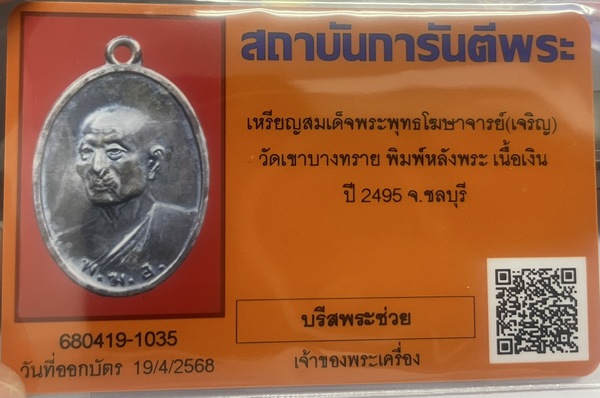 สถาบันการันตีพระ
เหรียญสมเด็จพระพุทธโฆษาจารย์(เจริญ)
วัดเขาบางทราย พิมพ์หลังพระ เนื้อเงิน
ปี 2495 จ.ชลบุรี
พ.ฆ.อ.
680419-1035
วันที่ออกบัตร 19/4/2568
บรีสพระช่วย
เจ้าของพระเครื่อง